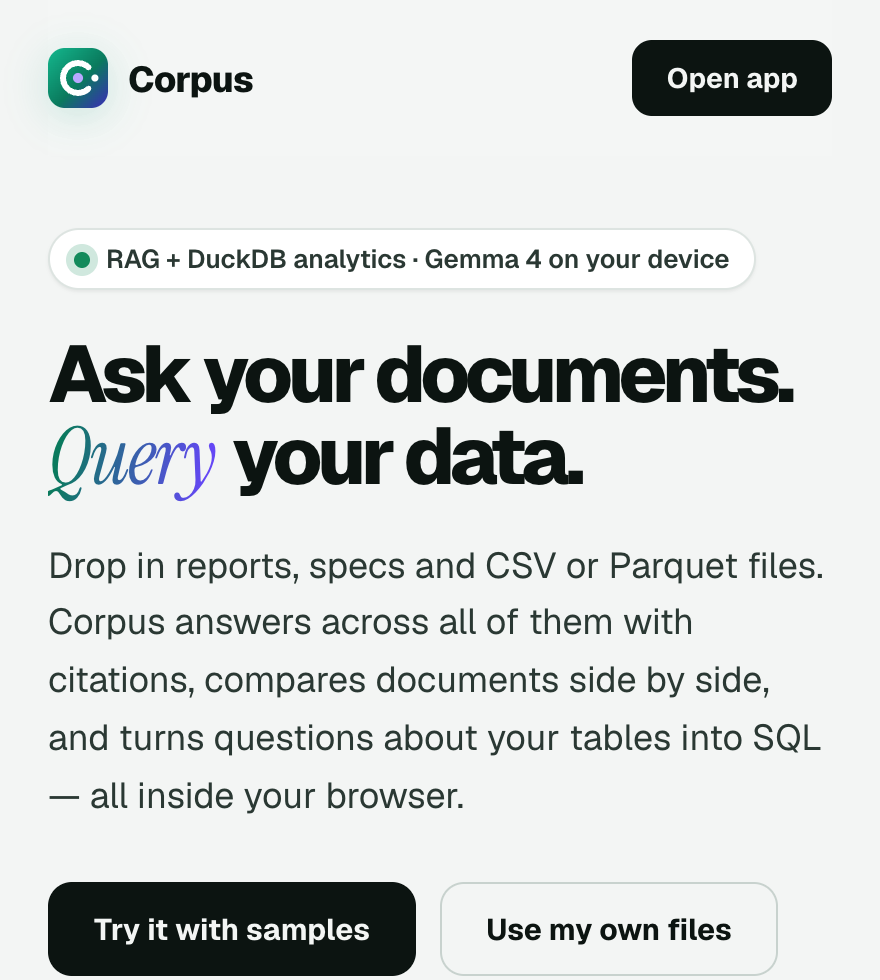 Corpus
Open app
RAG + DuckDB analytics · Gemma 4 on your device
Ask your documents.
Query your data.
Drop in reports, specs and CSV or Parquet files.
Corpus answers across all of them with
citations, compares documents side by side,
and turns questions about your tables into SQL
— all inside your browser.
Try it with samples
Use my own files